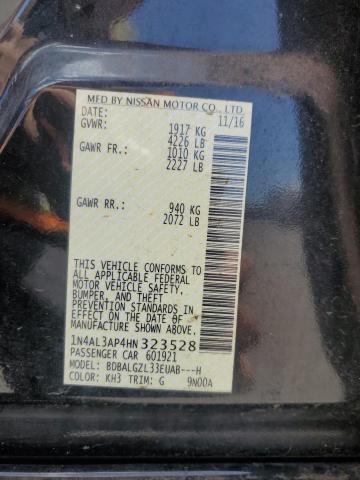 MFD BY NISSAN MOTOR CO., LTD.
DATE: 11/16
GVWR: 1917 KG
4226 LB
GAWR FR.: 1010 KG
2227 LB
GAWR RR.: 940 KG
2072 LB
THIS VEHICLE CONFORMS TO
ALL APPLICABLE FEDERAL
MOTOR VEHICLE SAFETY,
BUMPER, AND THEFT
PREVENTION STANDARDS IN
EFFECT ON THE DATE OF
MANUFACTURE SHOWN ABOVE.
1N4AL3AP4HN323528
PASSENGER CAR 601921
MODEL: BDBALGZL33EUAB---H
COLOR: KH3 TRIM: G 9N00A